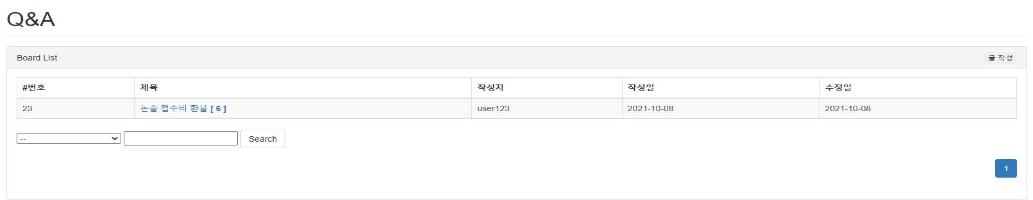 Q&A
Board List 글 작성
#번호 제목 작성자 작성일 수정일
23 논술 접수비 환불 [ 6 ] user123 2021-10-08 2021-10-08
-- Search
1